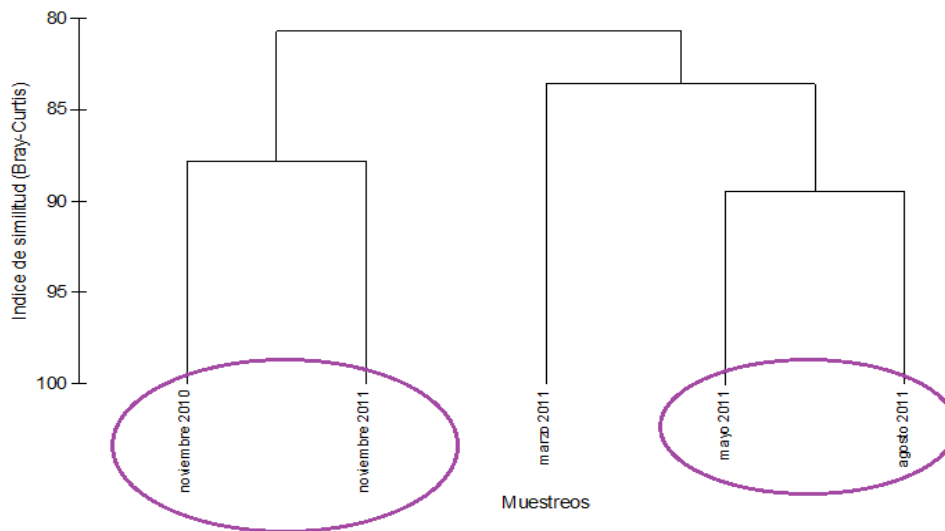 80
85
90
95
100
Indice de similitud (Bray-Curtis)
noviembre 2010
noviembre 2011
marzo 2011
mayo 2011
agosto 2011
Muestreos